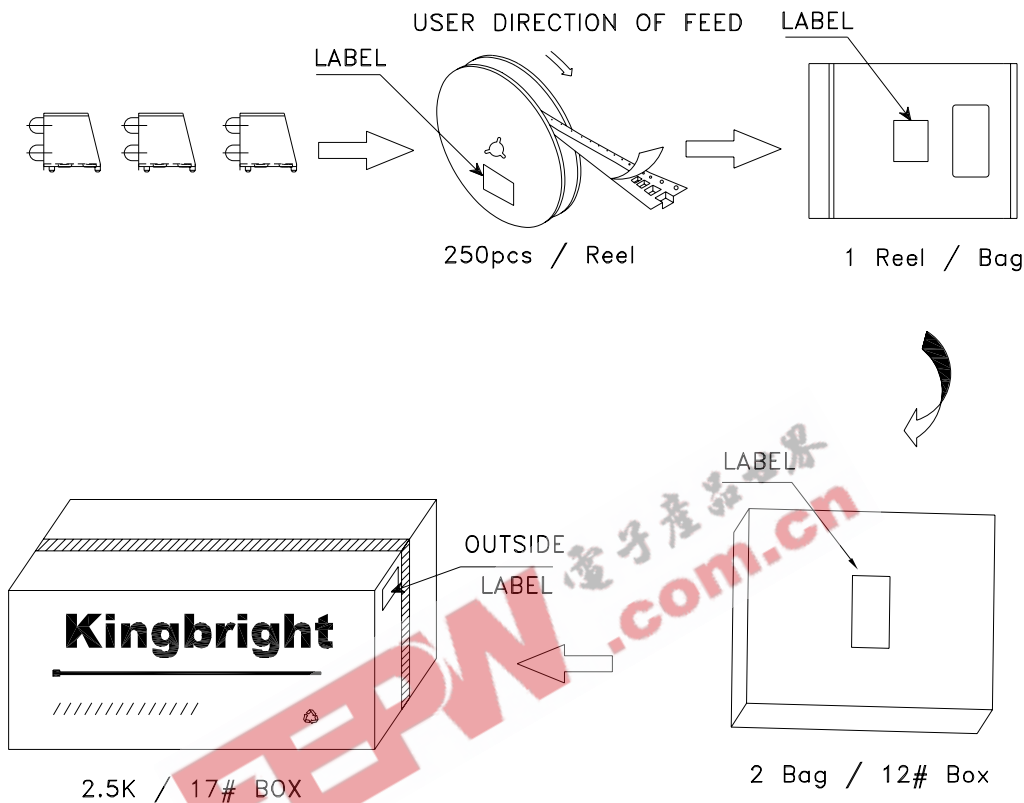 USER DIRECTION OF FEED
LABEL
LABEL
250pcs / Reel
1 Reel / Bag
LABEL
OUTSIDE
LABEL
Kingbright
2.5K / 17# BOX
2 Bag / 12# Box
電子產品世界
EEPW
.com.cn